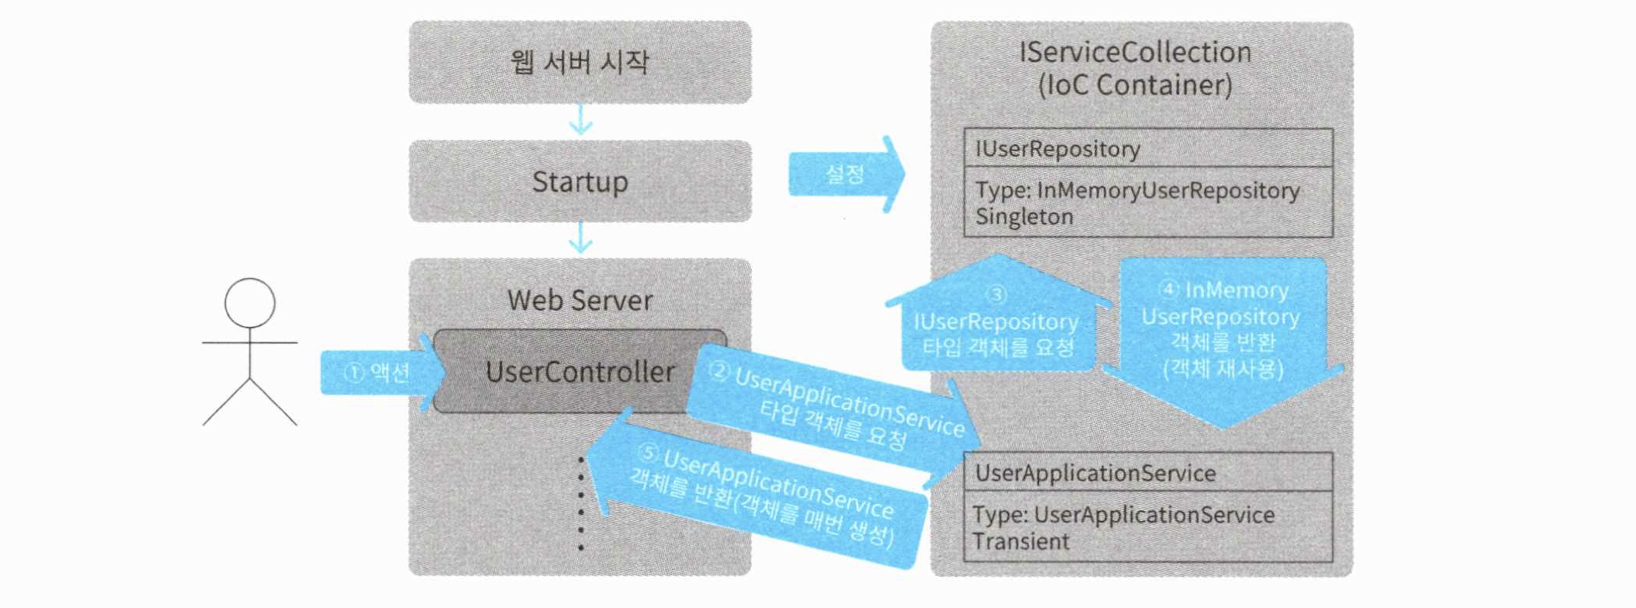 웹 서버 시작
Startup
Web Server
UserController
① 액션
설정
IServiceCollection
(IoC Container)
IUserRepository
Type: InMemoryUserRepository
Singleton
② UserApplicationService
타입 객체를 요청
③
IUserRepository
타입 객체를 요청
④ InMemory
UserRepository
객체를 반환
(객체 재사용)
⑤ UserApplicationService
객체를 반환(객체를 매번 생성)
UserApplicationService
Type: UserApplicationService
Transient